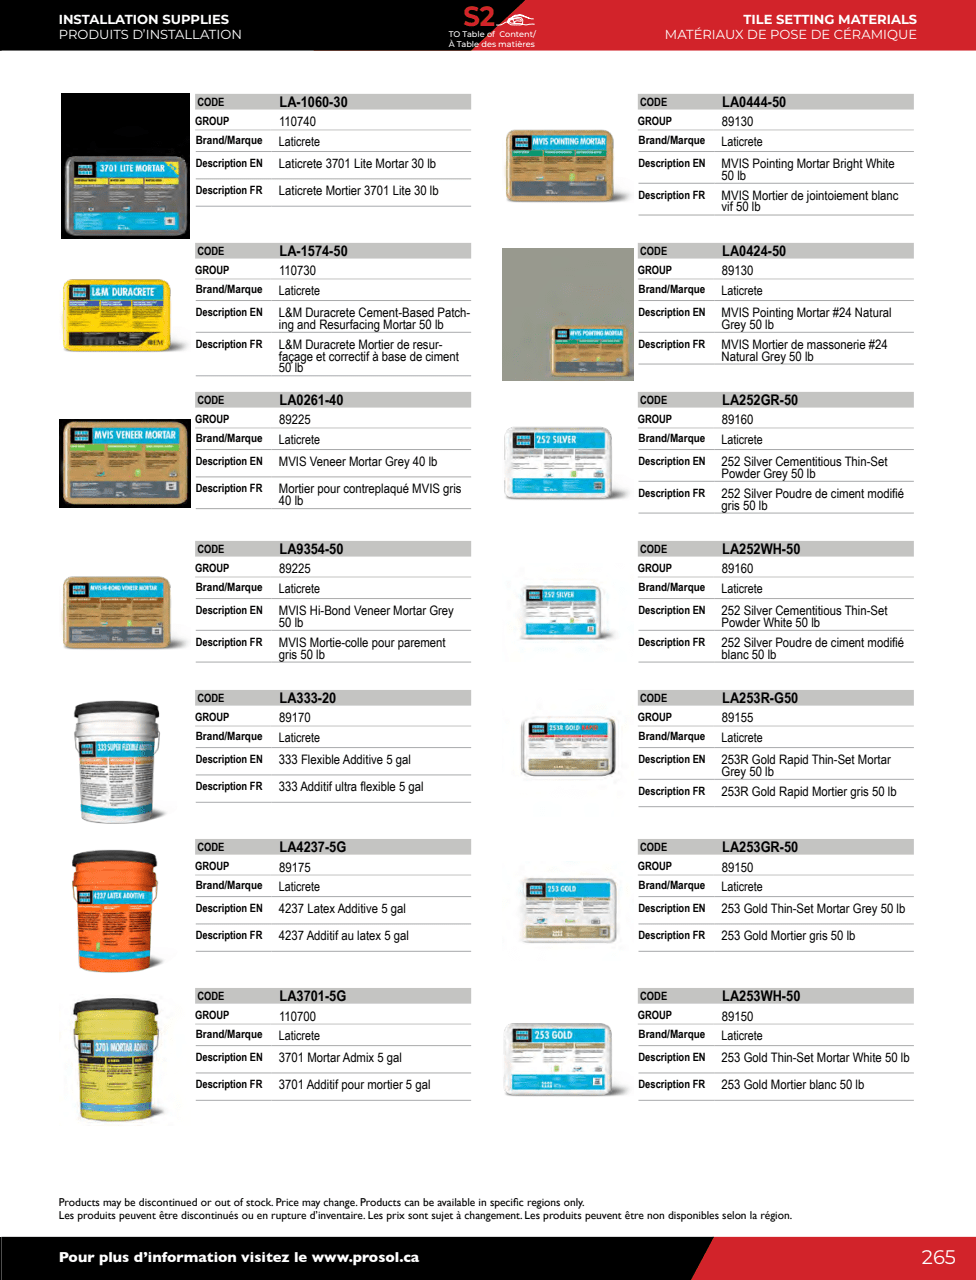 INSTALLATION SUPPLIES
PRODUITS D'INSTALLATION
S2
TO Table of Content/
À Table des matières
TILE SETTING MATERIALS
MATÉRIAUX DE POSE DE CÉRAMIQUE
3701 LITE MORTAR
CODE LA-1060-30
GROUP 110740
Brand/Marque Laticrete
Description EN Laticrete 3701 Lite Mortar 30 lb
Description FR Laticrete Mortier 3701 Lite 30 lb
L&M DURACRETE
CODE LA-1574-50
GROUP 110730
Brand/Marque Laticrete
Description EN L&M Duracrete Cement-Based Patch-
ing and Resurfacing Mortar 50 lb
Description FR L&M Duracrete Mortier de resur-
façage et correctif à base de ciment
50 lb
MVIS VENEER MORTAR
CODE LA0261-40
GROUP 89225
Brand/Marque Laticrete
Description EN MVIS Veneer Mortar Grey 40 lb
Description FR Mortier pour contreplaqué MVIS gris
40 lb
MVIS HI-BOND VENEER MORTAR
CODE LA9354-50
GROUP 89225
Brand/Marque Laticrete
Description EN MVIS Hi-Bond Veneer Mortar Grey
50 lb
Description FR MVIS Mortie-colle pour parement
gris 50 lb
333 SUPER FLEXIBLE ADDITIVE
CODE LA333-20
GROUP 89170
Brand/Marque Laticrete
Description EN 333 Flexible Additive 5 gal
Description FR 333 Additif ultra flexible 5 gal
4237 LATEX ADDITIVE
CODE LA4237-5G
GROUP 89175
Brand/Marque Laticrete
Description EN 4237 Latex Additive 5 gal
Description FR 4237 Additif au latex 5 gal
3701 MORTAR ADMIX
CODE LA3701-5G
GROUP 110700
Brand/Marque Laticrete
Description EN 3701 Mortar Admix 5 gal
Description FR 3701 Additif pour mortier 5 gal
MVIS POINTING MORTAR
CODE LA0444-50
GROUP 89130
Brand/Marque Laticrete
Description EN MVIS Pointing Mortar Bright White
50 lb
Description FR MVIS Mortier de jointoiement blanc
vif 50 lb
MVIS POINTING MORTAR
CODE LA0424-50
GROUP 89130
Brand/Marque Laticrete
Description EN MVIS Pointing Mortar #24 Natural
Grey 50 lb
Description FR MVIS Mortier de massonerie #24
Natural Grey 50 lb
252 SILVER
CODE LA252GR-50
GROUP 89160
Brand/Marque Laticrete
Description EN 252 Silver Cementitious Thin-Set
Powder Grey 50 lb
Description FR 252 Silver Poudre de ciment modifié
gris 50 lb
252 SILVER
CODE LA252WH-50
GROUP 89160
Brand/Marque Laticrete
Description EN 252 Silver Cementitious Thin-Set
Powder White 50 lb
Description FR 252 Silver Poudre de ciment modifié
blanc 50 lb
253R GOLD
CODE LA253R-G50
GROUP 89155
Brand/Marque Laticrete
Description EN 253R Gold Rapid Thin-Set Mortar
Grey 50 lb
Description FR 253R Gold Rapid Mortier gris 50 lb
253 GOLD
CODE LA253GR-50
GROUP 89150
Brand/Marque Laticrete
Description EN 253 Gold Thin-Set Mortar Grey 50 lb
Description FR 253 Gold Mortier gris 50 lb
253 GOLD
CODE LA253WH-50
GROUP 89150
Brand/Marque Laticrete
Description EN 253 Gold Thin-Set Mortar White 50 lb
Description FR 253 Gold Mortier blanc 50 lb
Products may be discontinued or out of stock. Price may change. Products can be available in specific regions only.
Les produits peuvent être discontinués ou en rupture d'inventaire. Les prix sont sujet à changement. Les produits peuvent être non disponibles selon la région.
Pour plus d'information visitez le www.prosol.ca
265